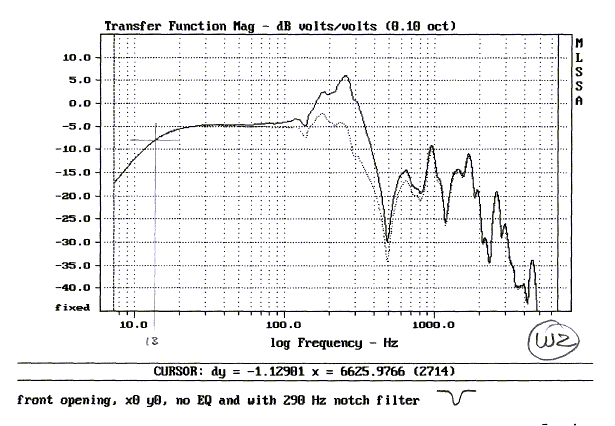 Transfer Function Mag - dB volts/volts (0.10 oct)
MLSSA
10.0
5.0
0.0
-5.0
-10.0
-15.0
-20.0
-25.0
-30.0
-35.0
-40.0
fixed
10.0 100.0 1000.0
13
log Frequency - Hz
W2
CURSOR: dy = -1.12901 x = 6625.9766 (2714)
front opening, x0 y0, no EQ and with 290 Hz notch filter